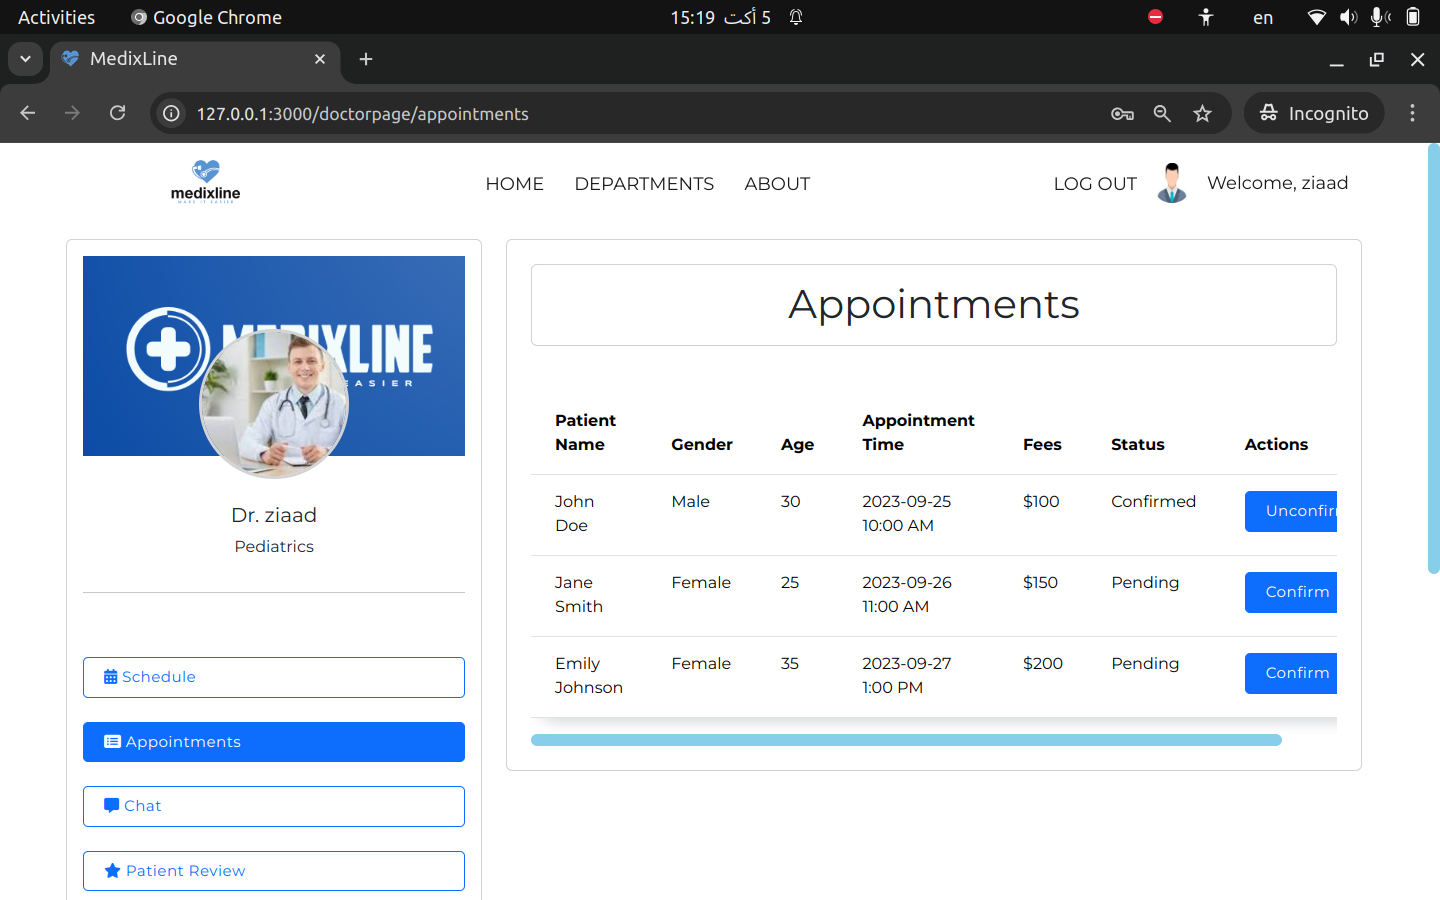 Activities
Google Chrome
15:19 5 أكت
en
MedixLine
127.0.0.1:3000/doctorpage/appointments
Incognito
medixline
MAKE IT EASIER
HOME
DEPARTMENTS
ABOUT
LOG OUT
Welcome, ziaad
EASIER
Dr. ziaad
Pediatrics
Schedule
Appointments
Chat
Patient Review
Appointments
Patient Name Gender Age Appointment Time Fees Status Actions
John Doe Male 30 2023-09-25 10:00 AM $100 Confirmed Unconfir
Jane Smith Female 25 2023-09-26 11:00 AM $150 Pending Confirm
Emily Johnson Female 35 2023-09-27 1:00 PM $200 Pending Confirm